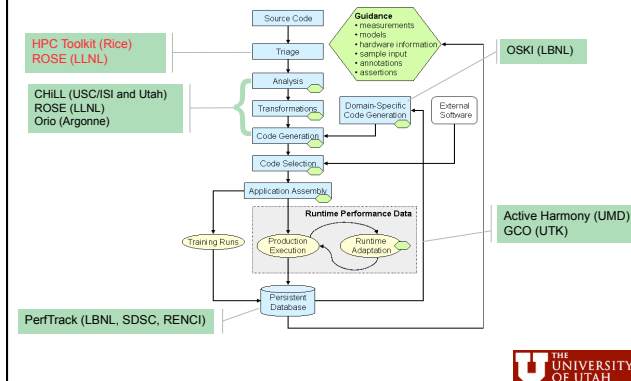 Source Code
Guidance
• measurements
• models
• hardware information
• sample input
• annotations
• assertions
HPC Toolkit (Rice)
ROSE (LLNL)
Triage
OSKI (LBNL)
Analysis
CHiLL (USC/ISI and Utah)
ROSE (LLNL)
Orio (Argonne)
Transformations
Domain-Specific
Code Generation
External
Software
Code Generation
Code Selection
Application Assembly
Runtime Performance Data
Training Runs
Production
Execution
Runtime
Adaptation
Active Harmony (UMD)
GCO (UTK)
Persistent
Database
PerfTrack (LBNL, SDSC, RENCI)
THE
UNIVERSITY
OF UTAH